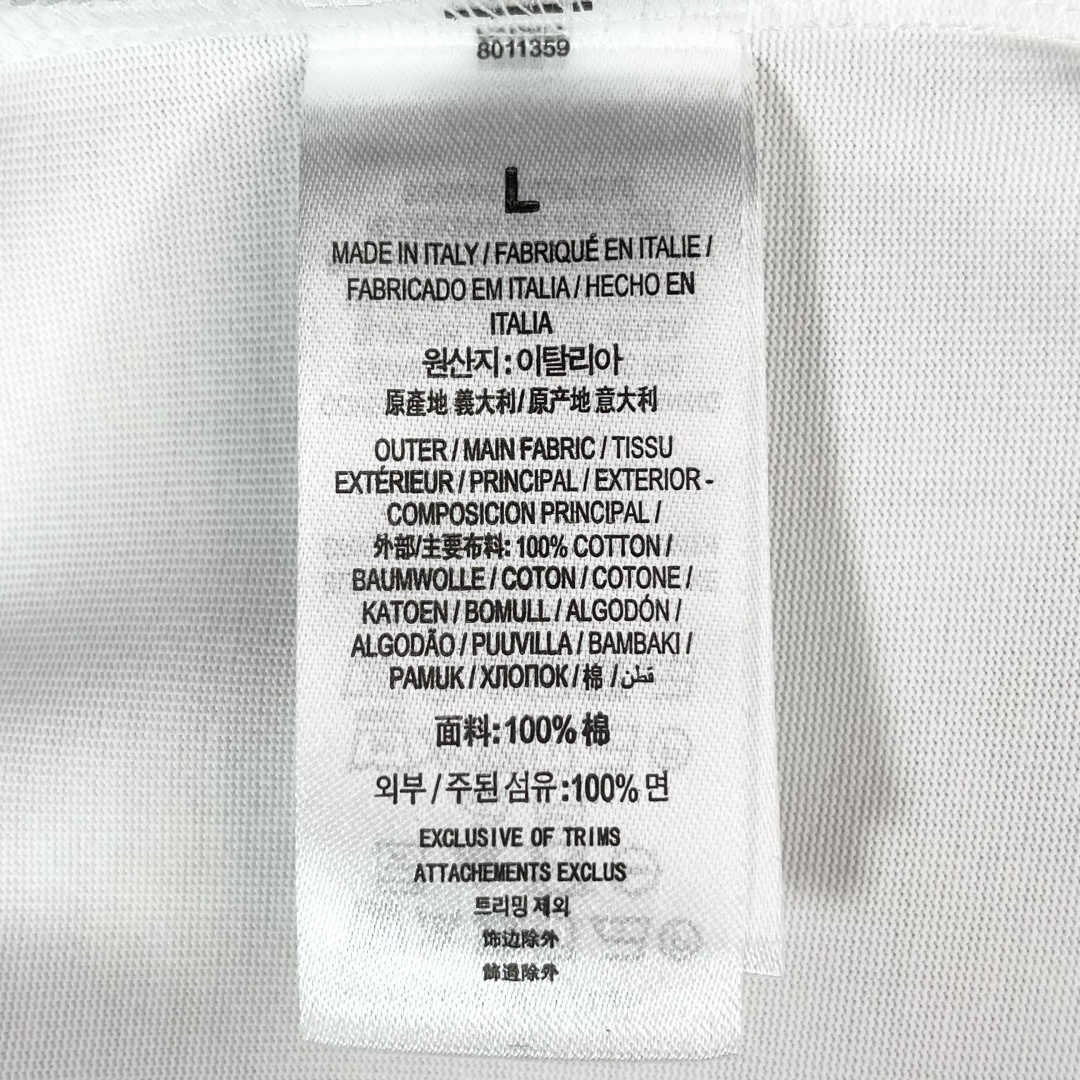 8011359
L
MADE IN ITALY / FABRIQUÉ EN ITALIE /
FABRICADO EM ITALIA / HECHO EN
ITALIA
원산지 : 이탈리아
原產地 義大利/ 原产地 意大利
OUTER / MAIN FABRIC / TISSU
EXTÉRIEUR / PRINCIPAL / EXTERIOR -
COMPOSICION PRINCIPAL /
外部/主要布料: 100% COTTON /
BAUMWOLLE / COTON / COTONE /
KATOEN / BOMULL / ALGODÓN /
ALGODÃO / PUUVILLA / BAMBAKI /
PAMUK / ХЛОПОК / 棉 / قطن
面料: 100% 棉
외부 / 주된 섬유 :100% 면
EXCLUSIVE OF TRIMS
ATTACHEMENTS EXCLUS
트리밍 제외
饰边除外
飾邊除外